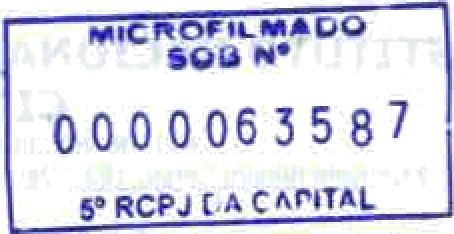 MICROFILMADO
SOB Nº
0000063587
5º RCPJ DA CAPITAL